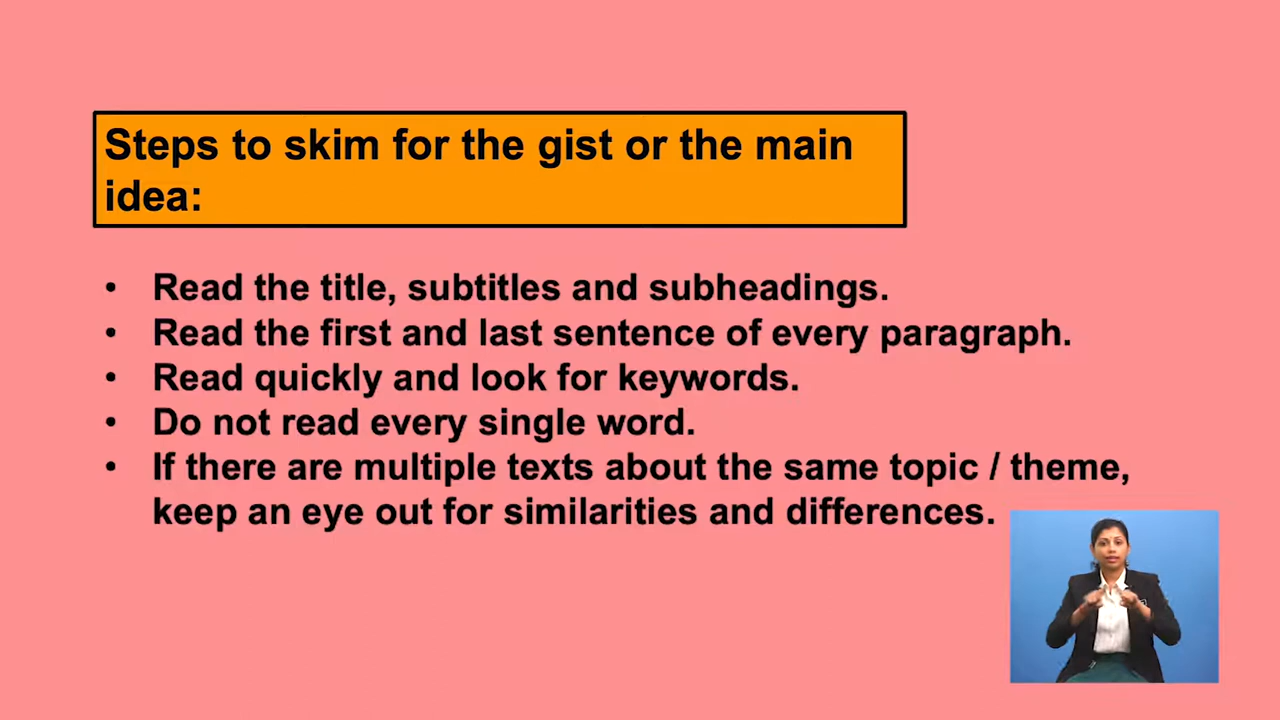 Steps to skim for the gist or the main
idea:
• Read the title, subtitles and subheadings.
• Read the first and last sentence of every paragraph.
• Read quickly and look for keywords.
• Do not read every single word.
• If there are multiple texts about the same topic / theme,
keep an eye out for similarities and differences.